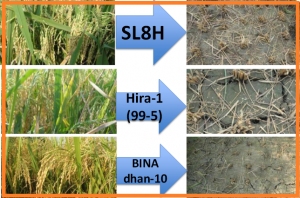 SL8H
Hira-1
(99-5)
BINA
dhan-10